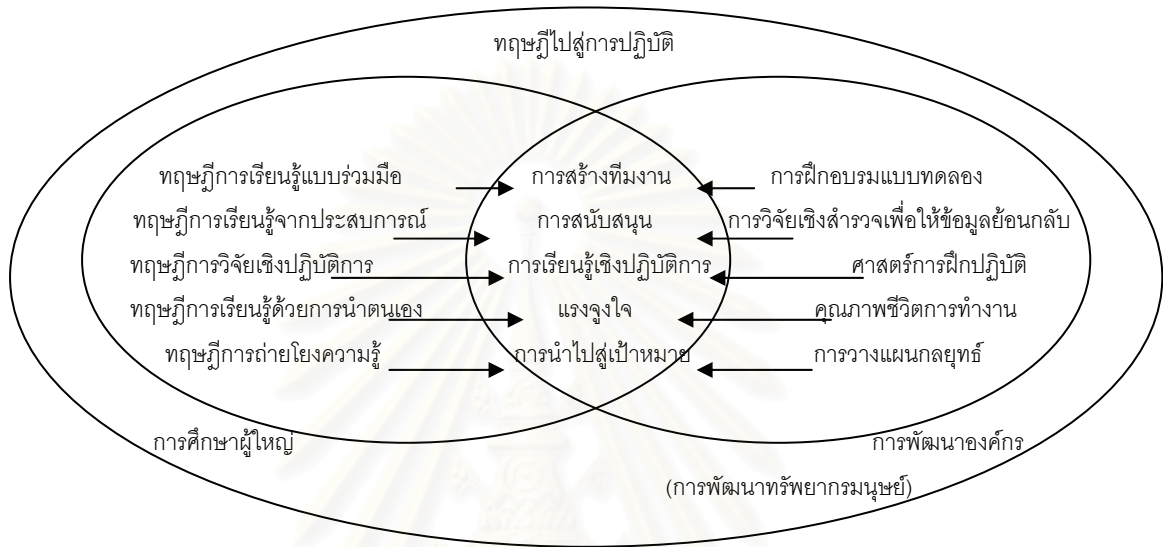 ทฤษฎีไปสู่การปฏิบัติ
ทฤษฎีการเรียนรู้แบบร่วมมือ การสร้างทีมงาน การฝึกอบรมแบบทดลอง
ทฤษฎีการเรียนรู้จากประสบการณ์ การสนับสนุน การวิจัยเชิงสำรวจเพื่อให้ข้อมูลย้อนกลับ
ทฤษฎีการวิจัยเชิงปฏิบัติการ การเรียนรู้เชิงปฏิบัติการ ศาสตร์การฝึกปฏิบัติ
ทฤษฎีการเรียนรู้ด้วยการนำตนเอง แรงจูงใจ คุณภาพชีวิตการทำงาน
ทฤษฎีการถ่ายโยงความรู้ การนำไปสู่เป้าหมาย การวางแผนกลยุทธ์
การศึกษาผู้ใหญ่ การพัฒนาองค์กร
(การพัฒนาทรัพยากรมนุษย์)